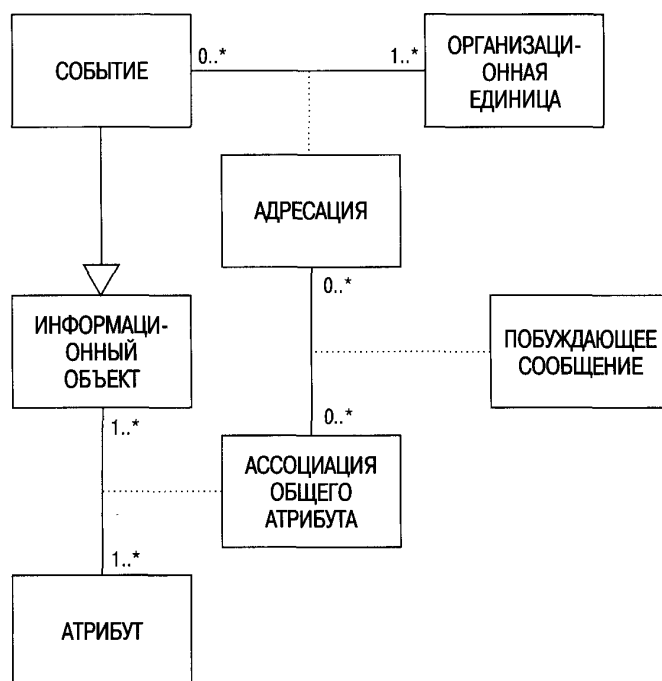 СОБЫТИЕ
0..*
1..*
ОРГАНИЗАЦИ-
ОННАЯ
ЕДИНИЦА
АДРЕСАЦИЯ
0..*
ИНФОРМАЦИ-
ОННЫЙ
ОБЪЕКТ
ПОБУЖДАЮЩЕЕ
СООБЩЕНИЕ
1..*
0..*
АССОЦИАЦИЯ
ОБЩЕГО
АТРИБУТА
1..*
АТРИБУТ